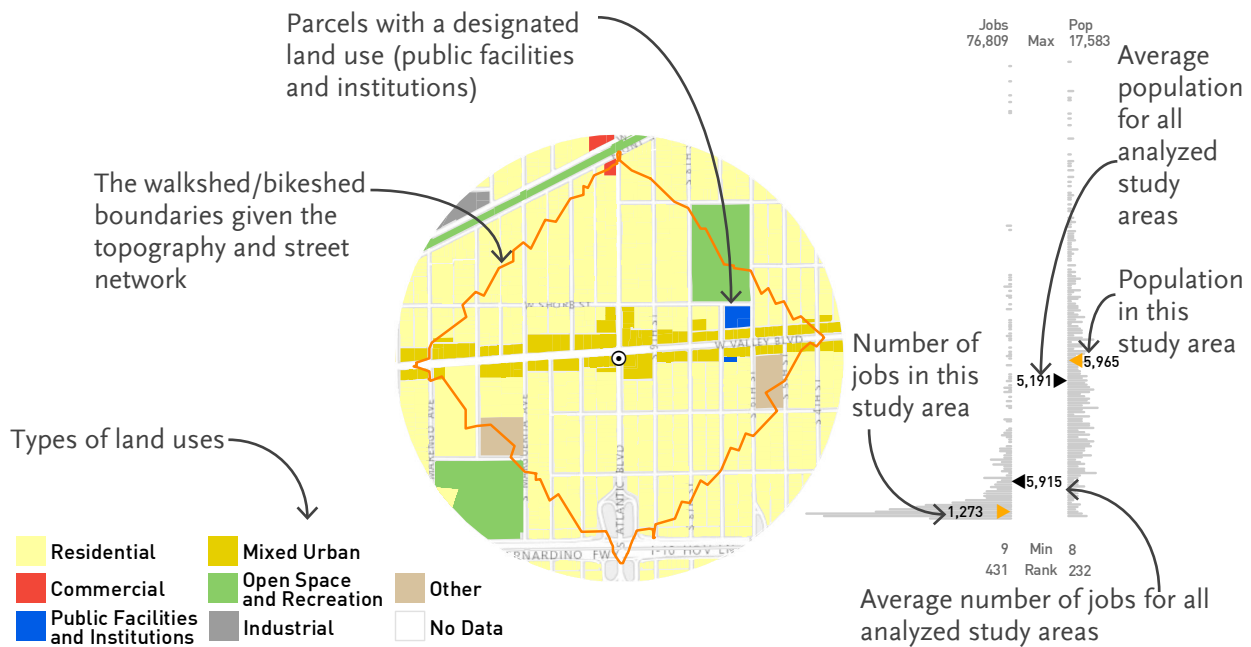 Parcels with a designated
land use (public facilities
and institutions)
Jobs
76,809
Max
Pop
17,583
Average
population
for all
analyzed
study
areas
The walkshed/bikeshed
boundaries given the
topography and street
network
Population
in this
study area
W SHORB ST
S 9TH ST
W VALLEY BLVD
Number of
jobs in this
study area
5,965
5,191
Types of land uses
S ATLANTIC BLVD
5,915
1,273
9 Min 8
431 Rank 232
Residential
Commercial
Public Facilities
and Institutions
Mixed Urban
Open Space
and Recreation
Industrial
Other
No Data
Average number of jobs for all
analyzed study areas